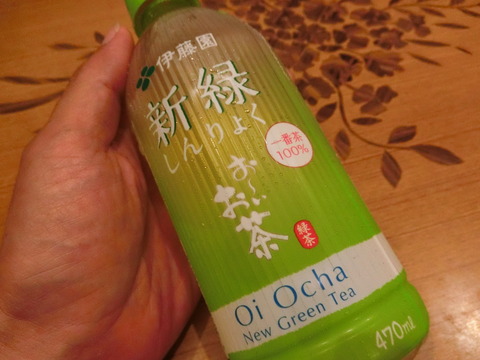 伊藤園
新緑
しんりょく
お〜いお茶
一番茶
100%
緑茶
Oi Ocha
New Green Tea
470ml